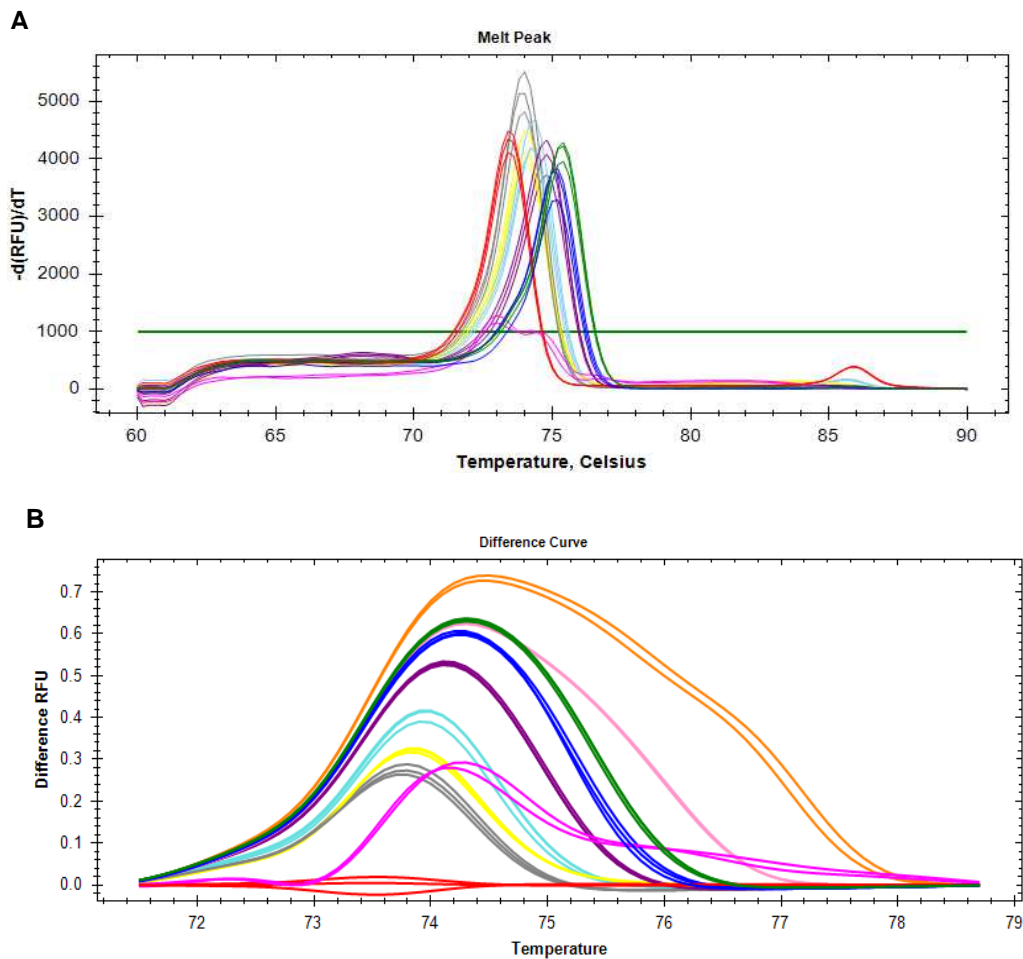 A
Melt Peak
5000
4000
3000
2000
1000
0
-d(RFU)/dT
60 65 70 75 80 85 90
Temperature, Celsius
B
Difference Curve
0.7
0.6
0.5
0.4
0.3
0.2
0.1
0.0
Difference RFU
72 73 74 75 76 77 78 79
Temperature